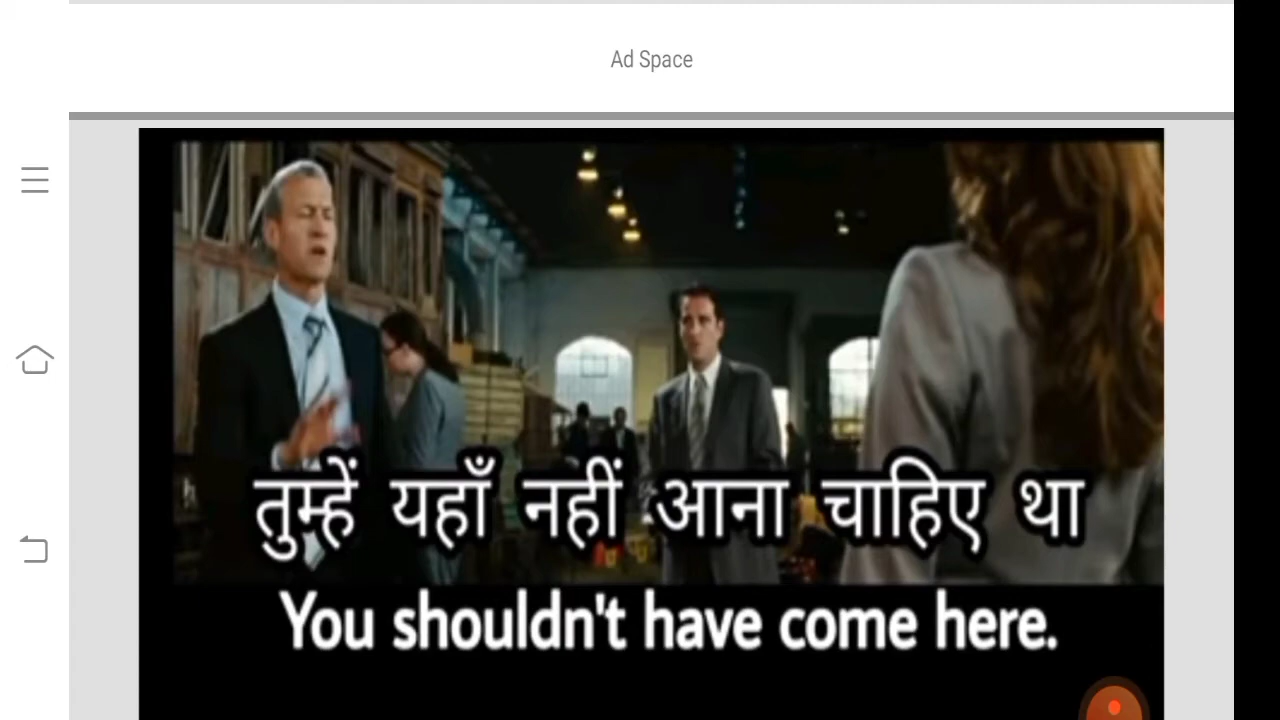 Ad Space
तुम्हें यहाँ नहीं आना चाहिए था
You shouldn't have come here.